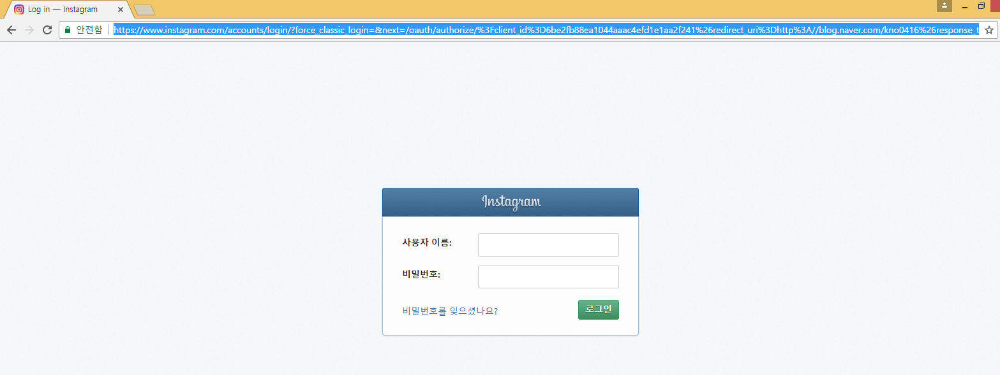 Log in — Instagram
안전함 https://www.instagram.com/accounts/login/?force_classic_login=&next=/oauth/authorize/%3Fclient_id%3D6be2fb88ea1044aaac4efd1e1aa2f241%26redirect_uri%3Dhttp%3A//blog.naver.com/kno0416%26response_t
Instagram
사용자 이름:
비밀번호:
비밀번호를 잊으셨나요? 로그인